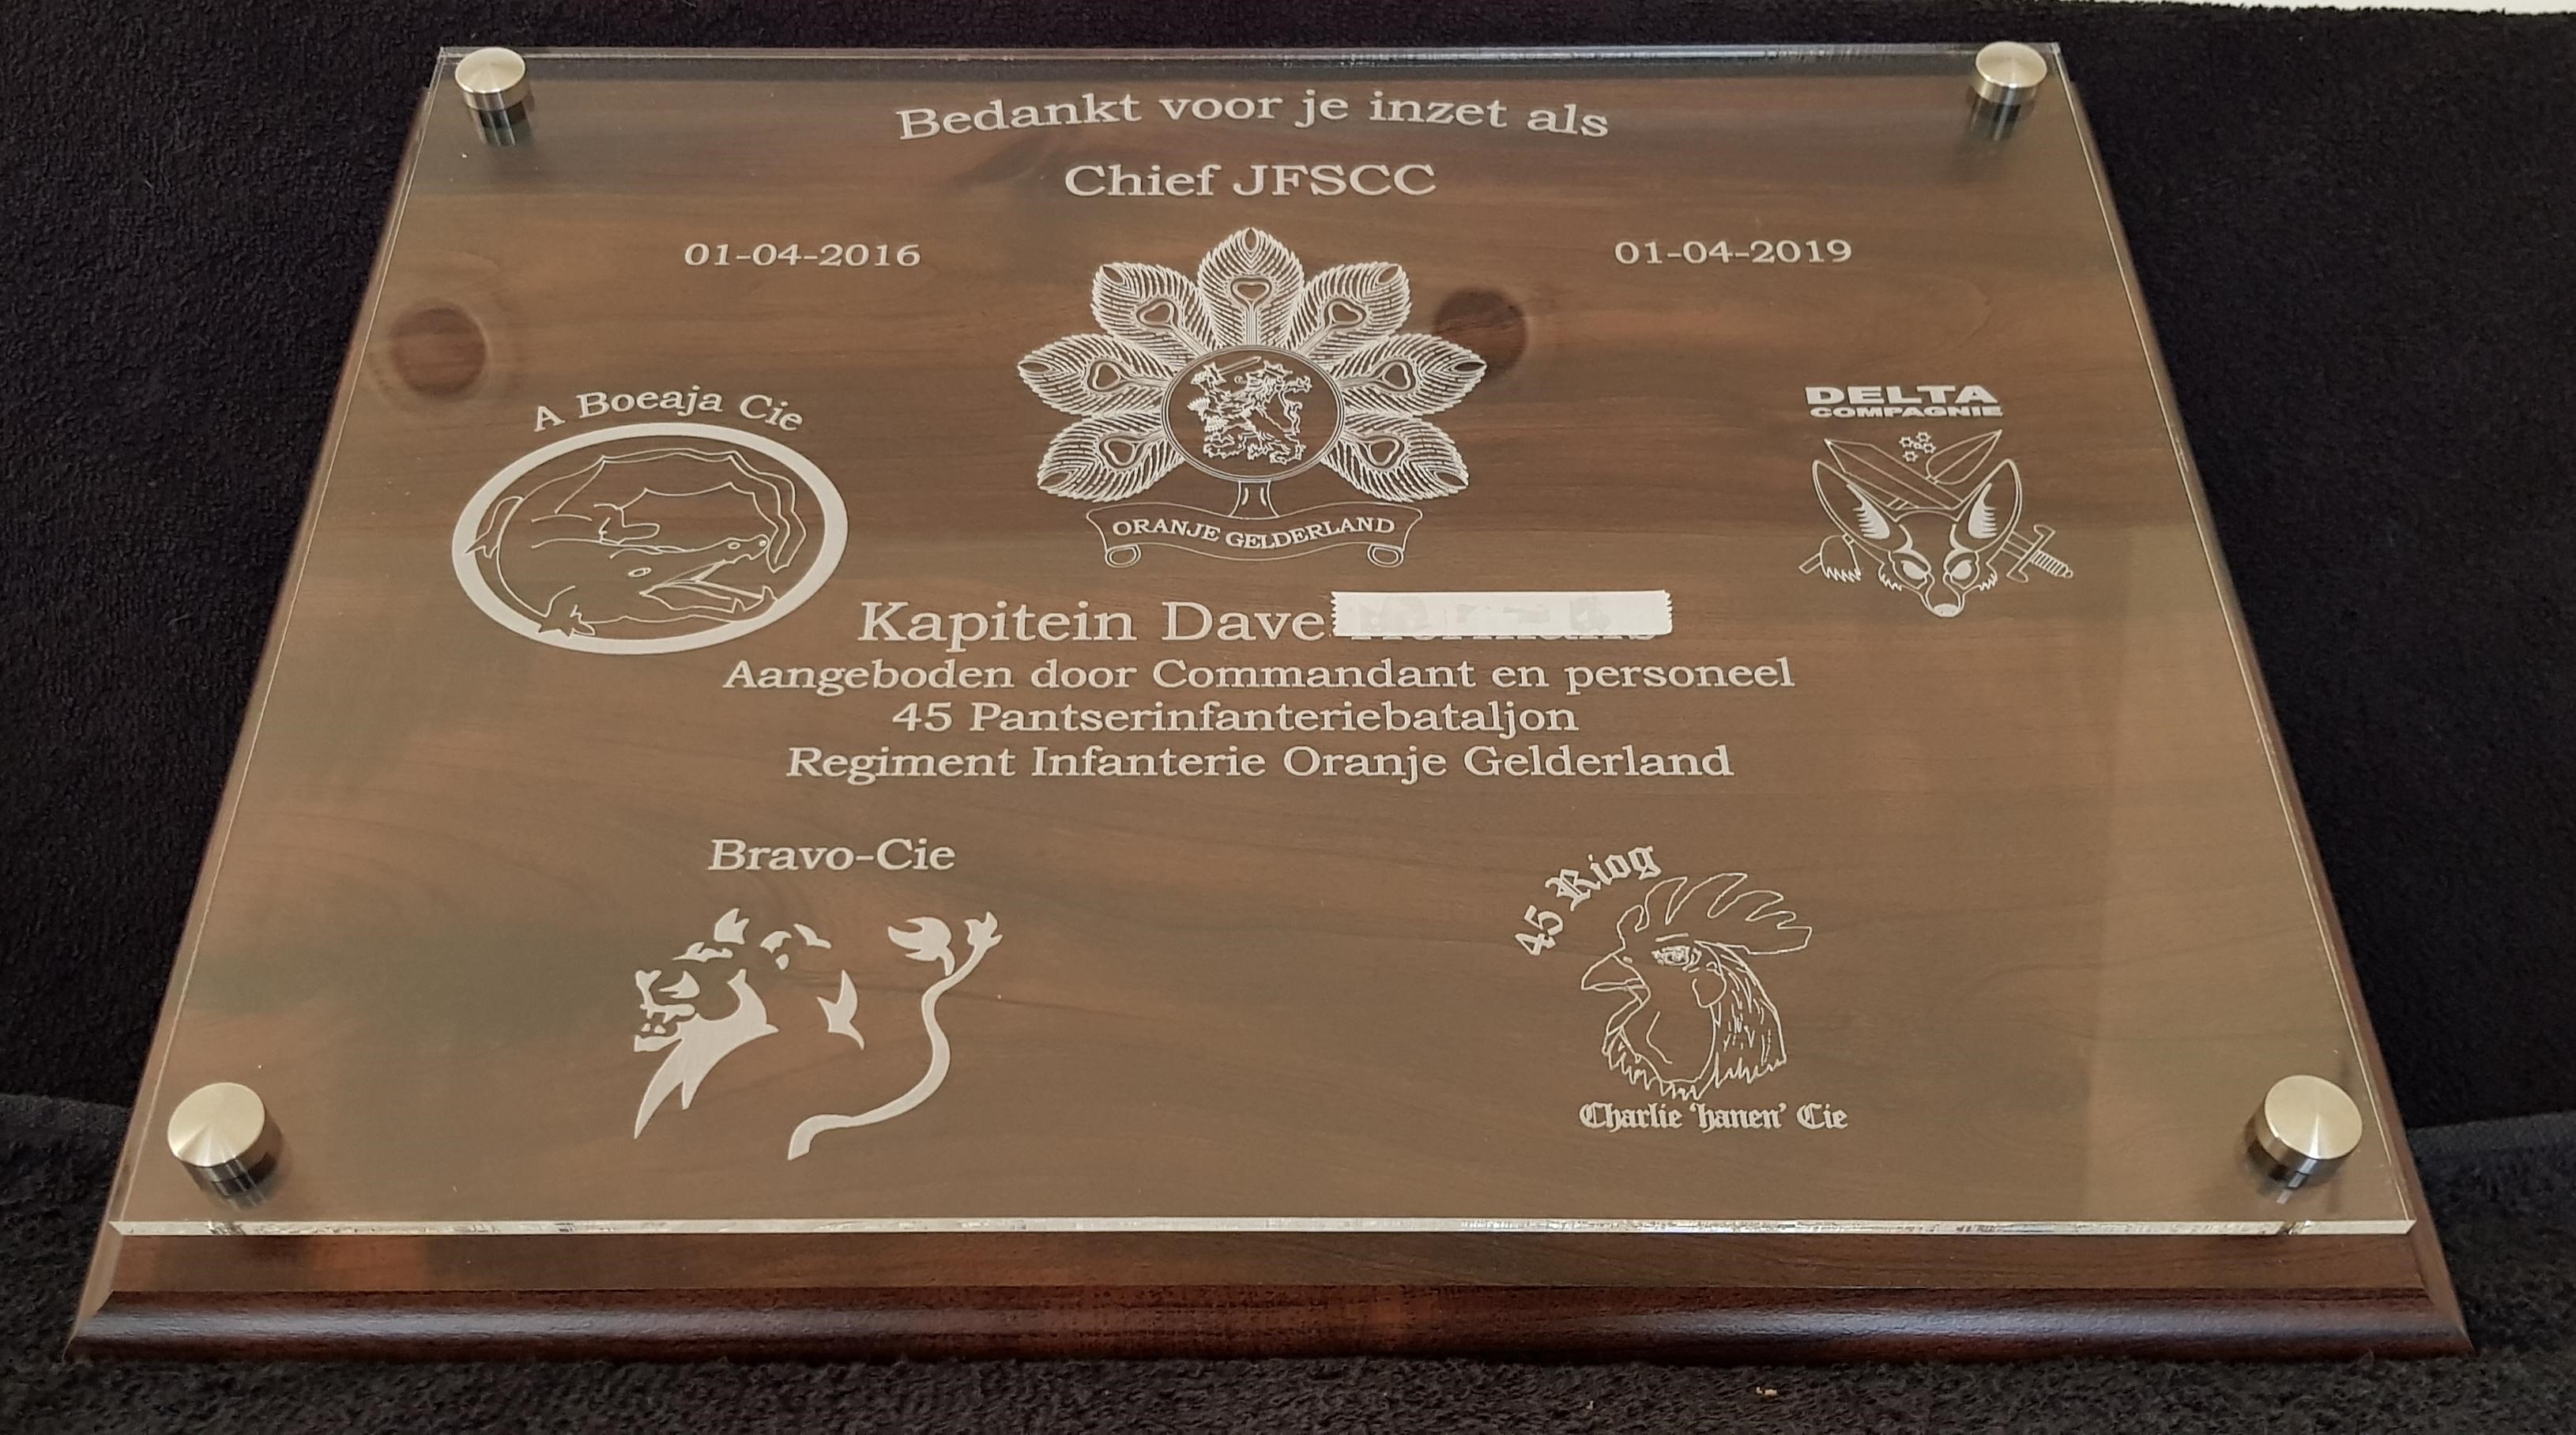 Bedankt voor je inzet als
Chief JFSCC
01-04-2016
01-04-2019
A Boeaja Cie
DELTA
COMPAGNIE
ORANJE GELDERLAND
Kapitein Dave
Aangeboden door Commandant en personeel
45 Pantserinfanteriebataljon
Regiment Infanterie Oranje Gelderland
Bravo-Cie
45 Riog
Charlie 'hanen' Cie